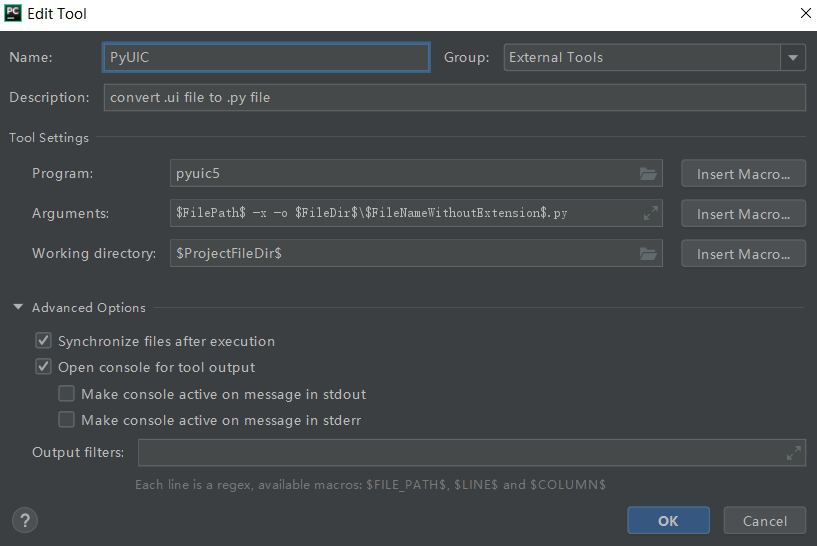 PC Edit Tool
Name: PyUIC Group: External Tools
Description: convert .ui file to .py file
Tool Settings
Program: pyuic5 Insert Macro...
Arguments: $FilePath$ -x -o $FileDir$\$FileNameWithoutExtension$.py Insert Macro...
Working directory: $ProjectFileDir$ Insert Macro...
Advanced Options
Synchronize files after execution
Open console for tool output
Make console active on message in stdout
Make console active on message in stderr
Output filters:
Each line is a regex, available macros: $FILE_PATH$, $LINE$ and $COLUMN$
? OK Cancel